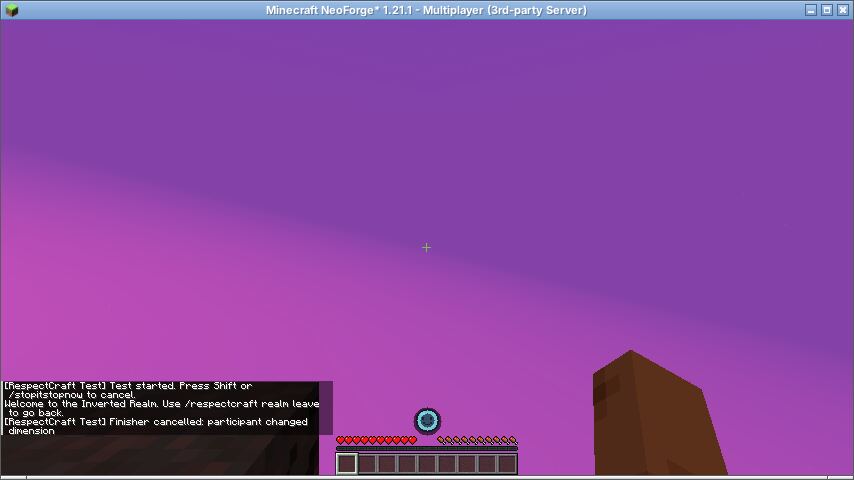 Minecraft NeoForge* 1.21.1 - Multiplayer (3rd-party Server)
[RespectCraft Test] Test started. Press Shift or
/stopitstopnow to cancel.
Welcome to the Inverted Realm. Use /respectcraft realm leave
to go back.
[RespectCraft Test] Finisher cancelled: participant changed
dimension